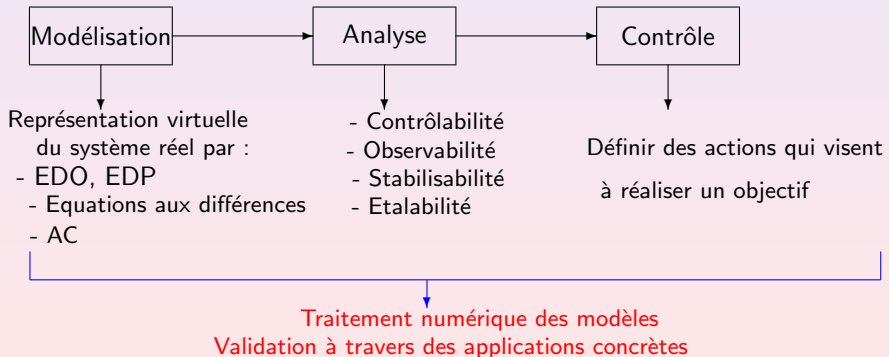 Modélisation
Analyse
Contrôle
Représentation virtuelle
du système réel par :
- EDO, EDP
- Equations aux différences
- AC
- Contrôlabilité
- Observabilité
- Stabilisabilité
- Etalabilité
Définir des actions qui visent
à réaliser un objectif
Traitement numérique des modèles
Validation à travers des applications concrètes